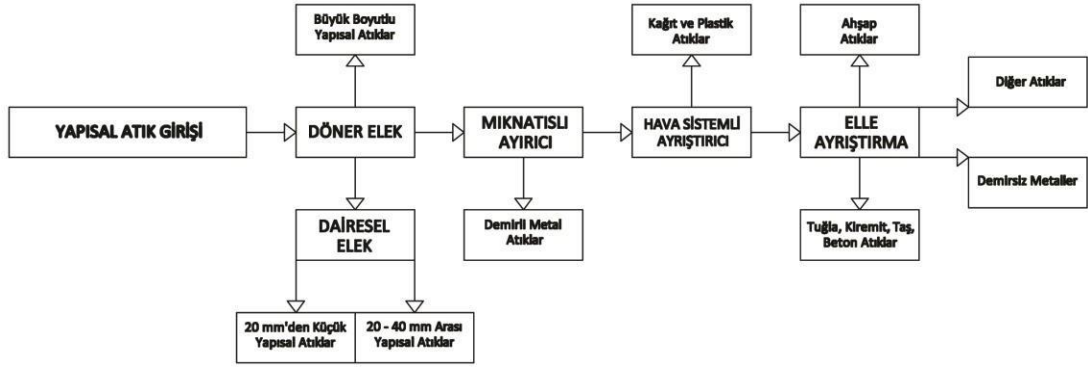 Büyük Boyutlu
Yapısal Atıklar
Kağıt ve Plastik
Atıklar
Ahşap
Atıklar
Diğer Atıklar
YAPISAL ATIK GİRİŞİ
DÖNER ELEK
MIKNATISLI
AYIRICI
HAVA SİSTEMLİ
AYRIŞTIRICI
ELLE
AYRIŞTIRMA
Demirsiz Metaller
DAİRESEL
ELEK
Demirli Metal
Atıklar
Tuğla, Kiremit, Taş,
Beton Atıklar
20 mm'den Küçük
Yapısal Atıklar
20 - 40 mm Arası
Yapısal Atıklar